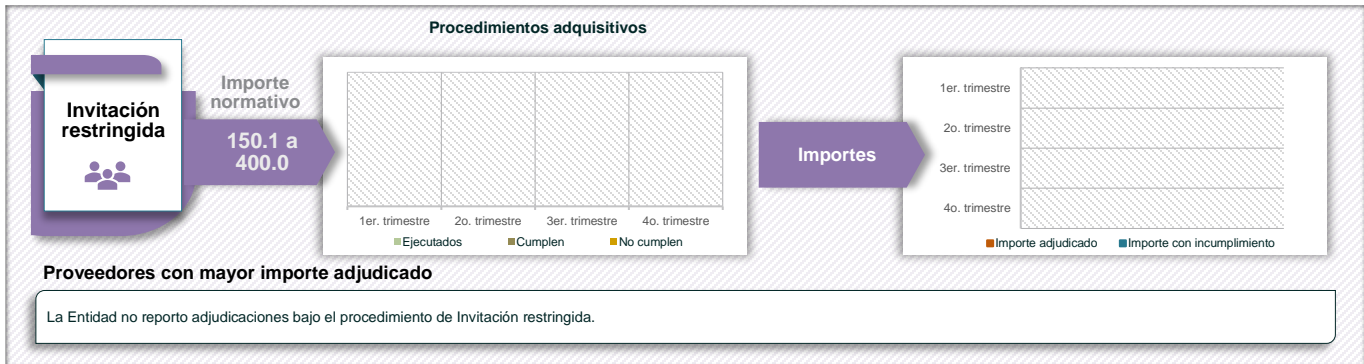 Procedimientos adquisitivos
Invitación
restringida
Importe
normativo
150.1 a
400.0
1er. trimestre 2o. trimestre 3er. trimestre 4o. trimestre
Ejecutados Cumplen No cumplen
Importes
1er. trimestre
2o. trimestre
3er. trimestre
4o. trimestre
Importe adjudicado Importe con incumplimiento
Proveedores con mayor importe adjudicado
La Entidad no reporto adjudicaciones bajo el procedimiento de Invitación restringida.